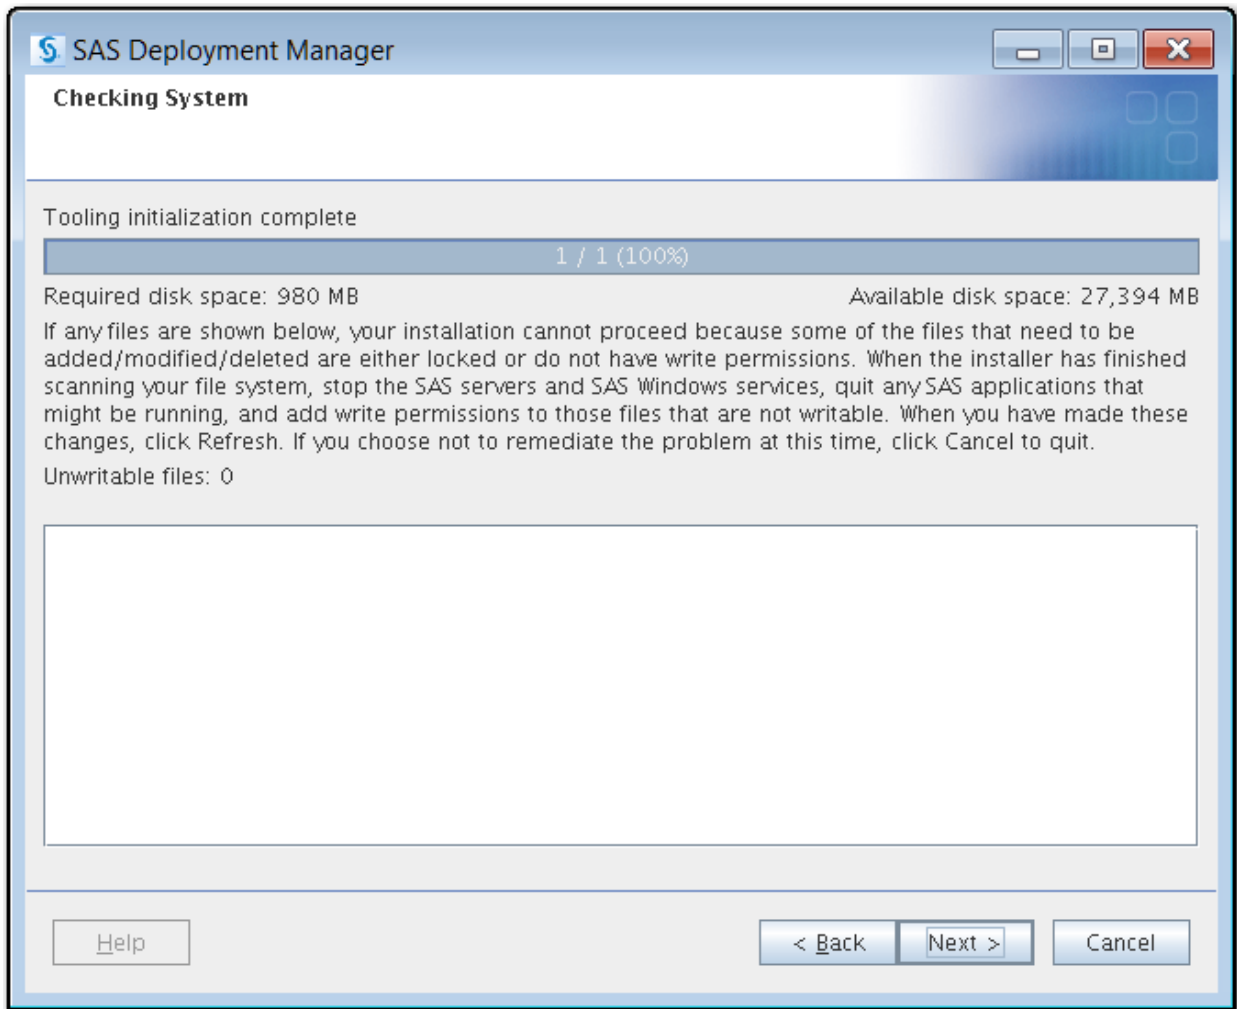 SAS Deployment Manager
Checking System
Tooling initialization complete
1 / 1 (100%)
Required disk space: 980 MB
Available disk space: 27,394 MB
If any files are shown below, your installation cannot proceed because some of the files that need to be
added/modified/deleted are either locked or do not have write permissions. When the installer has finished
scanning your file system, stop the SAS servers and SAS Windows services, quit any SAS applications that
might be running, and add write permissions to those files that are not writable. When you have made these
changes, click Refresh. If you choose not to remediate the problem at this time, click Cancel to quit.
Unwritable files: 0
Help
< Back
Next >
Cancel